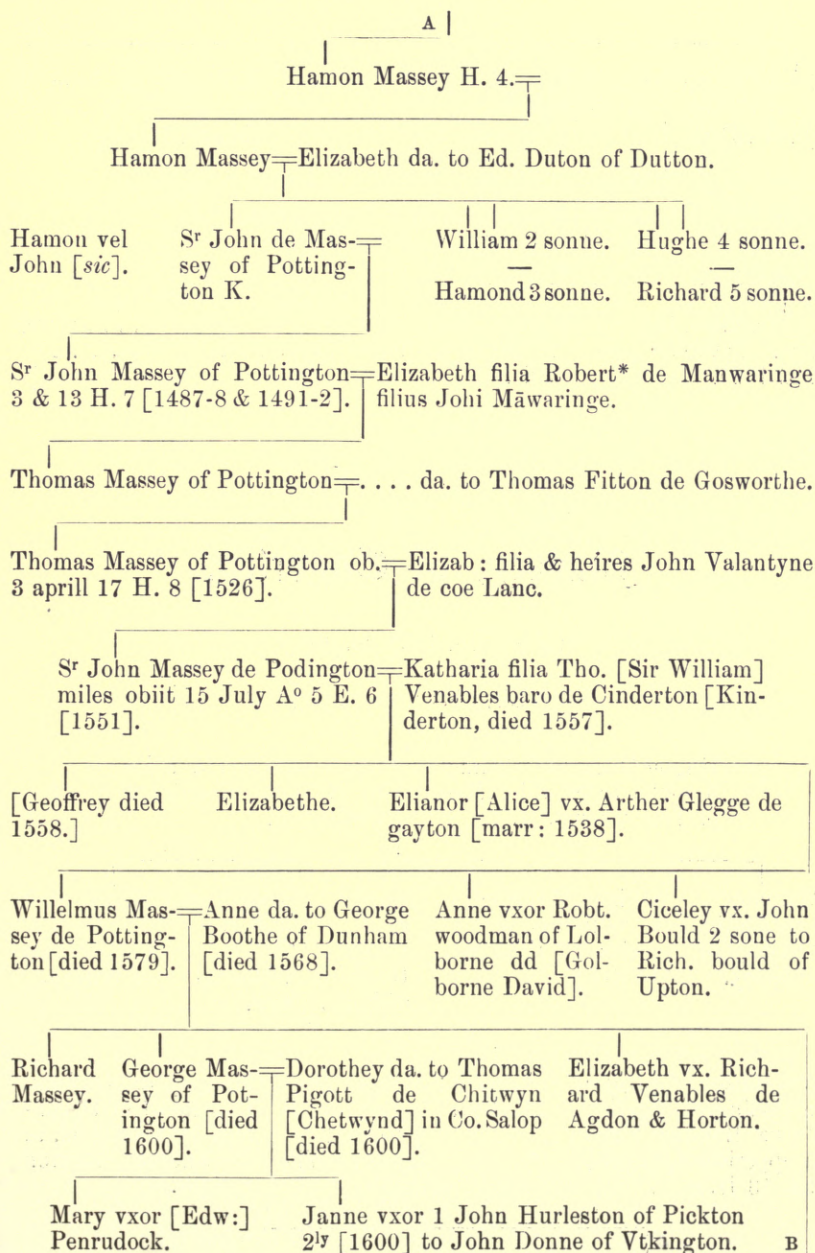 A
Hamon Massey H. 4.
Hamon Massey=Elizabeth da. to Ed. Duton of Dutton.
Hamon vel
John [sic].
Sr John de Mas-
sey of Potting-
ton K.
William 2 sonne.
—
Hamond 3 sonne.
Hughe 4 sonne.
—
Richard 5 sonne.
Sr John Massey of Pottington=Elizabeth filia Robert* de Manwaringe
3 & 13 H. 7 [1487-8 & 1491-2]. filius Johi Māwaringe.
Thomas Massey of Pottington=. . . . da. to Thomas Fitton de Gosworthe.
Thomas Massey of Pottington ob.=Elizab : filia & heires John Valantyne
3 aprill 17 H. 8 [1526]. de coe Lanc.
Sr John Massey de Podington=Katharia filia Tho. [Sir William]
miles obiit 15 July Ao 5 E. 6 Venables baro de Cinderton [Kin-
[1551]. derton, died 1557].
[Geoffrey died
1558.]
Elizabethe.
Elianor [Alice] vx. Arther Glegge de
gayton [marr: 1538].
Willelmus Mas-
sey de Potting-
ton [died 1579].
Anne da. to George
Boothe of Dunham
[died 1568].
Anne vxor Robt.
woodman of Lol-
borne dd [Gol-
borne David].
Ciceley vx. John
Bould 2 sone to
Rich. bould of
Upton.
Richard
Massey.
George Mas-
sey of Pot-
ington [died
1600].
Dorothey da. to Thomas
Pigott de Chitwyn
[Chetwynd] in Co. Salop
[died 1600].
Elizabeth vx. Rich-
ard Venables de
Agdon & Horton.
Mary vxor [Edw:]
Penrudock.
Janne vxor 1 John Hurleston of Pickton
2ly [1600] to John Donne of Vtkington.
B